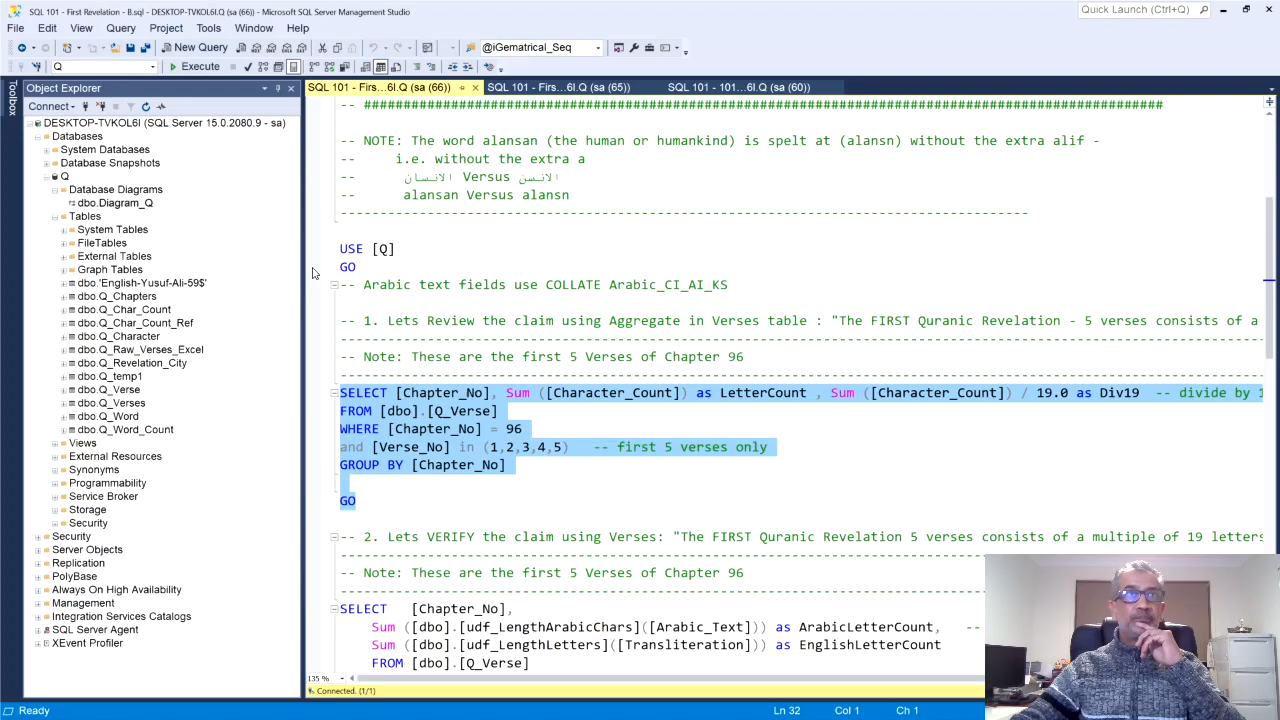 SQL 101 - First Revelation - B.sql - DESKTOP-TVKOL6I.Q (sa (66)) - Microsoft SQL Server Management Studio
Quick Launch (Ctrl+Q)
File Edit View Query Project Tools Window Help
New Query
@iGematrical_Seq
Q
Execute
Toolbox
Object Explorer
SQL 101 - Firs...6I.Q (sa (66))
SQL 101 - Firs...6I.Q (sa (65))
SQL 101 - 101...6I.Q (sa (60))
Connect
DESKTOP-TVKOL6I (SQL Server 15.0.2080.9 - sa)
Databases
System Databases
Database Snapshots
Q
Database Diagrams
dbo.Diagram_Q
Tables
System Tables
FileTables
External Tables
Graph Tables
dbo.'English-Yusuf-Ali-59$'
dbo.Q_Chapters
dbo.Q_Char_Count
dbo.Q_Char_Count_Ref
dbo.Q_Character
dbo.Q_Raw_Verses_Excel
dbo.Q_Revelation_City
dbo.Q_temp1
dbo.Q_Verse
dbo.Q_Verses
dbo.Q_Word
dbo.Q_Word_Count
Views
External Resources
Synonyms
Programmability
Service Broker
Storage
Security
Security
Server Objects
Replication
PolyBase
Always On High Availability
Management
Integration Services Catalogs
SQL Server Agent
XEvent Profiler
-- NOTE: The word alansan (the human or humankind) is spelt at (alansn) without the extra alif -
-- i.e. without the extra a
-- الانسان Versus الانسن
-- alansan Versus alansn
USE [Q]
GO
-- Arabic text fields use COLLATE Arabic_CI_AI_KS
-- 1. Lets Review the claim using Aggregate in Verses table : "The FIRST Quranic Revelation - 5 verses consists of a
-- Note: These are the first 5 Verses of Chapter 96
SELECT [Chapter_No], Sum ([Character_Count]) as LetterCount , Sum ([Character_Count]) / 19.0 as Div19 -- divide by 1
FROM [dbo].[Q_Verse]
WHERE [Chapter_No] = 96
and [Verse_No] in (1,2,3,4,5) -- first 5 verses only
GROUP BY [Chapter_No]
GO
-- 2. Lets VERIFY the claim using Verses: "The FIRST Quranic Revelation 5 verses consists of a multiple of 19 letters
-- Note: These are the first 5 Verses of Chapter 96
SELECT [Chapter_No],
Sum ([dbo].[udf_LengthArabicChars]([Arabic_Text])) as ArabicLetterCount, --
Sum ([dbo].[udf_LengthLetters]([Transliteration])) as EnglishLetterCount
FROM [dbo].[Q_Verse]
135 %
Connected. (1/1)
Ready
Ln 32
Col 1
Ch 1